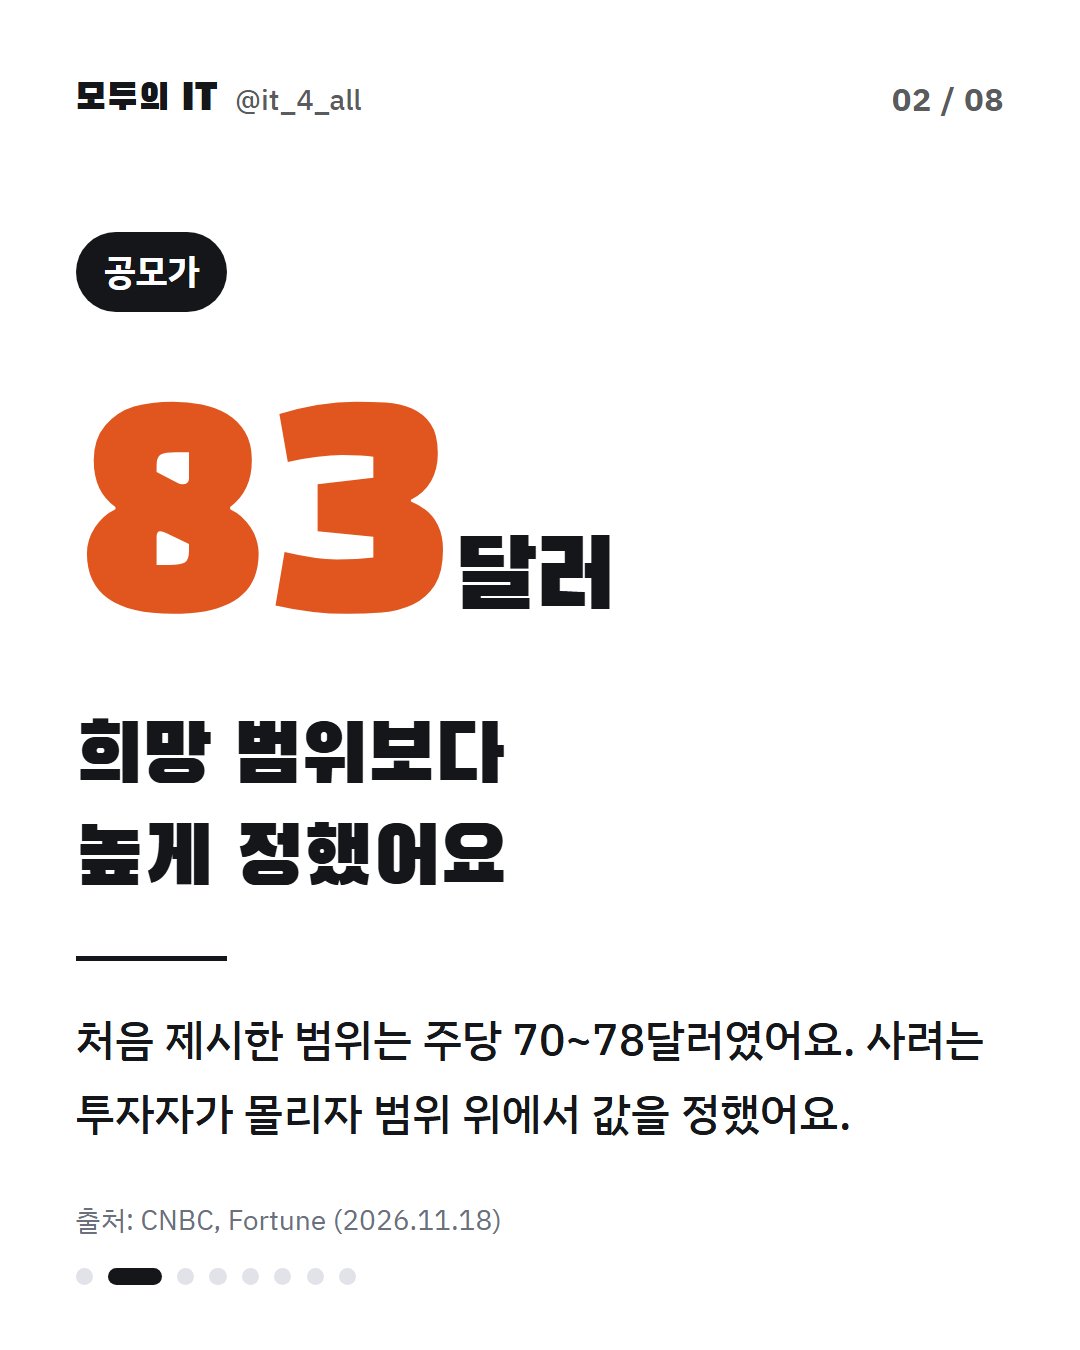 모두의 IT @it_4_all
02 / 08
공모가
83달러
희망 범위보다
높게 정했어요
처음 제시한 범위는 주당 70~78달러였어요. 사려는
투자자가 몰리자 범위 위에서 값을 정했어요.
출처: CNBC, Fortune (2026.11.18)